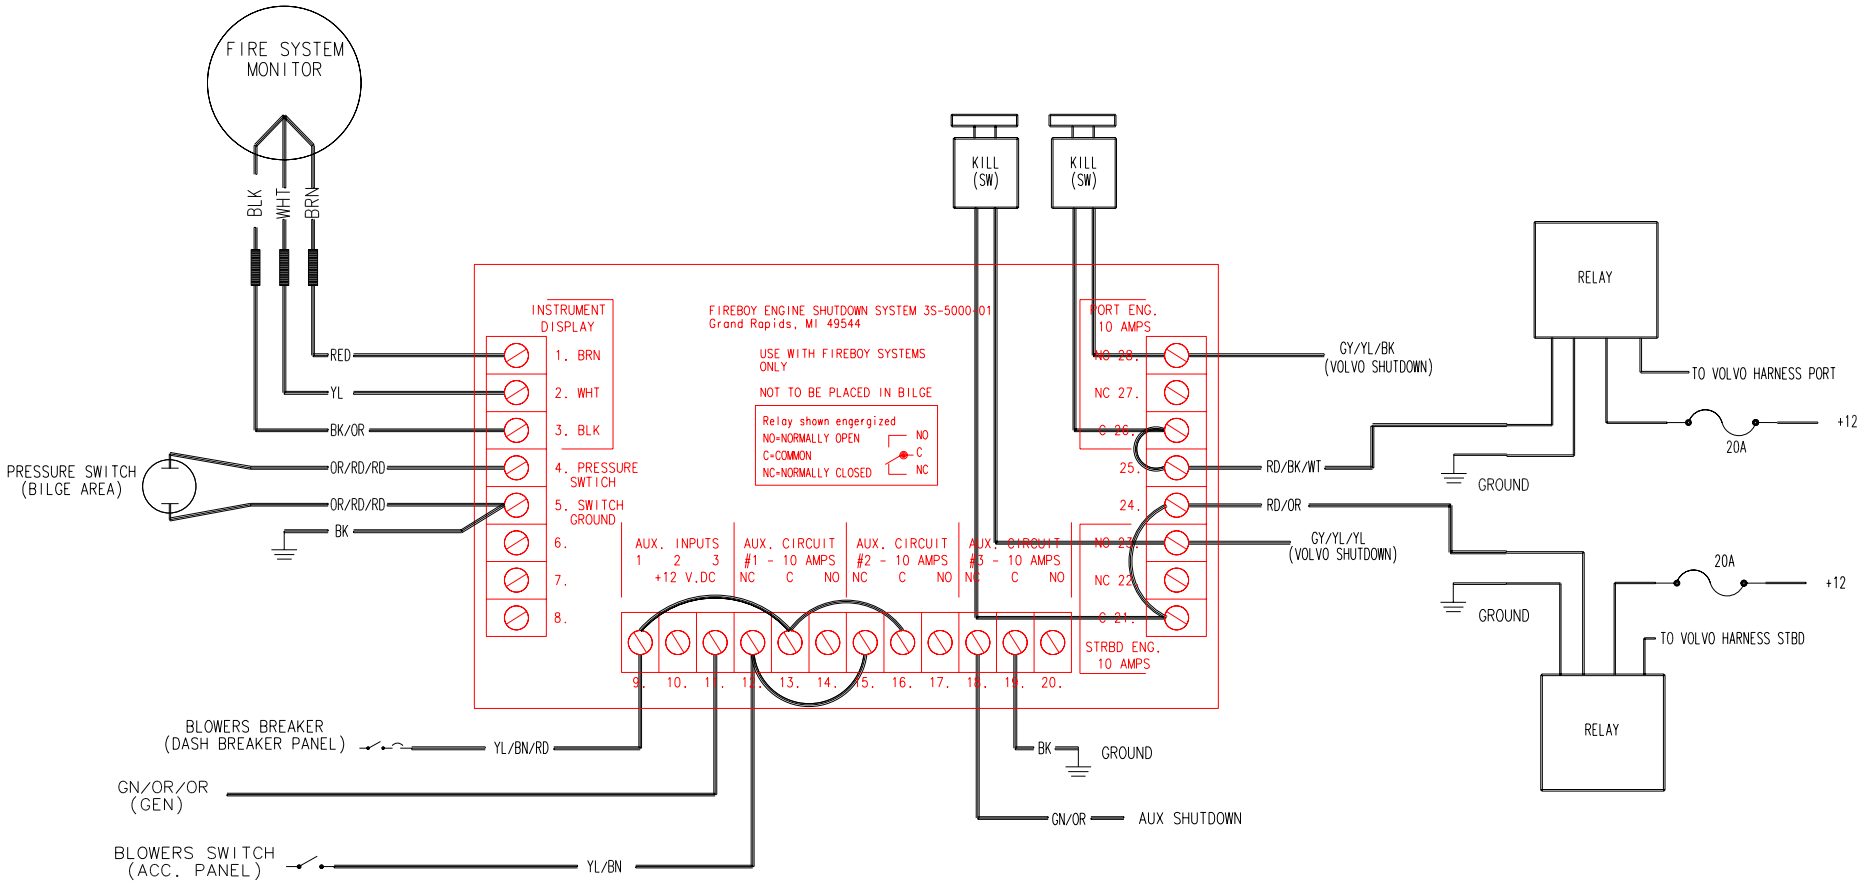 FIRE SYSTEM
MONITOR
BLK
WHT
BRN
KILL
(SW)
KILL
(SW)
RELAY
INSTRUMENT
DISPLAY
FIREBOY ENGINE SHUTDOWN SYSTEM 3S-5000-01
Grand Rapids, MI 49544
USE WITH FIREBOY SYSTEMS
ONLY
NOT TO BE PLACED IN BILGE
Relay shown engergized
NO=NORMALLY OPEN
C=COMMON
NC=NORMALLY CLOSED
NO
C
NC
PORT ENG.
10 AMPS
RED
1. BRN
YL
2. WHT
BK/OR
3. BLK
PRESSURE SWITCH
(BILGE AREA)
OR/RD/RD
4. PRESSURE
SWTICH
OR/RD/RD
5. SWITCH
GROUND
BK
6.
7.
8.
NO 28.
NC 27.
C 26.
25.
24.
NO 23.
NC 22
C 21.
STRBD ENG.
10 AMPS
GY/YL/BK
(VOLVO SHUTDOWN)
TO VOLVO HARNESS PORT
+12
20A
RD/BK/WT
GROUND
RD/OR
GY/YL/YL
(VOLVO SHUTDOWN)
20A
+12
GROUND
TO VOLVO HARNESS STBD
RELAY
AUX. INPUTS
1 2 3
+12 V.DC
AUX. CIRCUIT
#1 - 10 AMPS
NC C NO
AUX. CIRCUIT
#2 - 10 AMPS
NC C NO
AUX. CIRCUIT
#3 - 10 AMPS
NC C NO
9. 10. 11. 12. 13. 14. 15. 16. 17. 18. 19. 20.
BLOWERS BREAKER
(DASH BREAKER PANEL)
YL/BN/RD
BK
GROUND
GN/OR/OR
(GEN)
GN/OR
AUX SHUTDOWN
BLOWERS SWITCH
(ACC. PANEL)
YL/BN